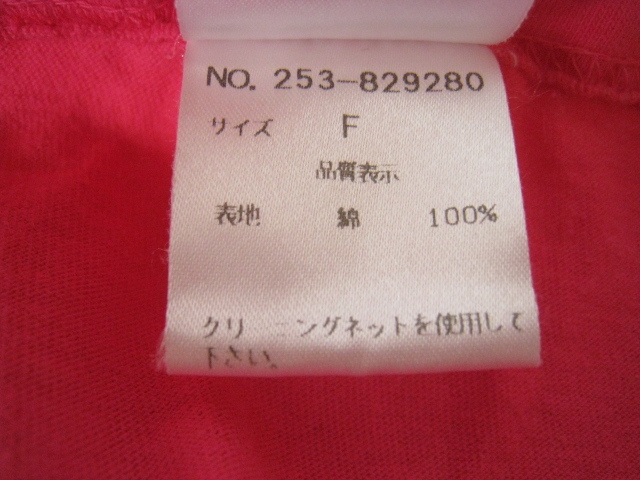 NO. 253-829280
サイズ F
品質表示
表地 綿 100%
クリーニングネットを使用して
下さい。